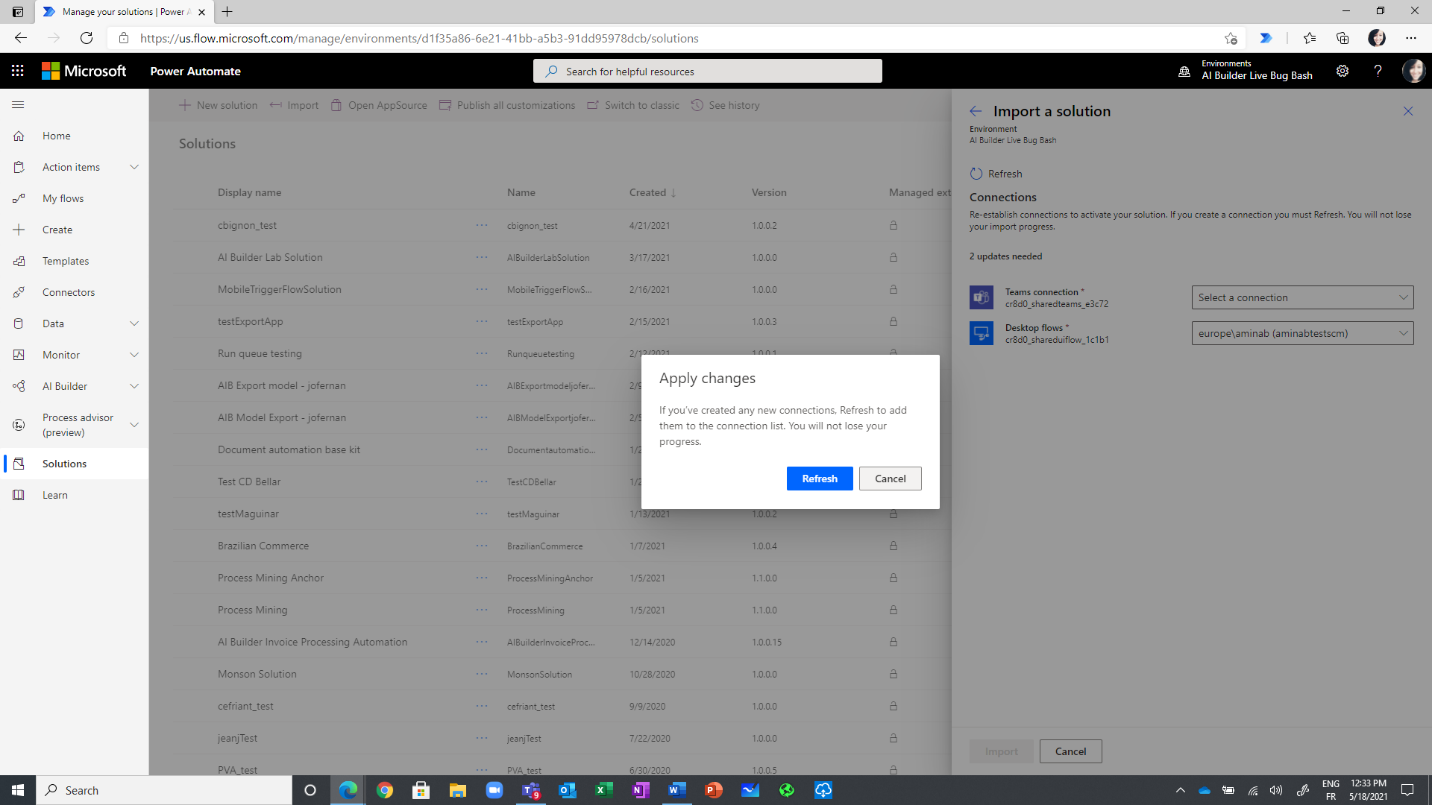 Manage your solutions | Power A
https://us.flow.microsoft.com/manage/environments/d1f35a86-6e21-41bb-a5b3-91dd95978dcb/solutions
Microsoft
Power Automate
Search for helpful resources
Environments
AI Builder Live Bug Bash
Home
Action items
My flows
Create
Templates
Connectors
Data
Monitor
AI Builder
Process advisor
(preview)
Solutions
Learn
New solution Import Open AppSource Publish all customizations Switch to classic See history
Solutions
Display name Name Created ↓ Version Managed ext
cbignon_test ··· cbignon_test 4/21/2021 1.0.0.2
AI Builder Lab Solution ··· AIBuilderLabSolution 3/17/2021 1.0.0.0
MobileTriggerFlowSolution ··· MobileTriggerFlowS... 2/16/2021 1.0.0.0
testExportApp ··· testExportApp 2/15/2021 1.0.0.3
Run queue testing ··· Runqueuetesting 2/12/2021 1.0.0.1
AIB Export model - jofernan ··· AIBExportmodeljofer... 2/9
AIB Model Export - jofernan ··· AIBModelExportjofer... 2/9
Document automation base kit ··· Documentautomatio... 1/2
Test CD Bellar ··· TestCDBellar 1/2
testMaguinar ··· testMaguinar 1/13/2021 1.0.0.2
Brazilian Commerce ··· BrazilianCommerce 1/7/2021 1.0.0.4
Process Mining Anchor ··· ProcessMiningAnchor 1/5/2021 1.1.0.0
Process Mining ··· ProcessMining 1/5/2021 1.1.0.0
AI Builder Invoice Processing Automation ··· AIBuilderInvoiceProc... 12/14/2020 1.0.0.15
Monson Solution ··· MonsonSolution 10/28/2020 1.0.0.0
cefriant_test ··· cefriant_test 9/9/2020 1.0.0.0
jeanjTest ··· jeanjTest 7/22/2020 1.0.0.0
PVA_test ··· PVA_test 6/30/2020 1.0.0.5
Apply changes
If you've created any new connections, Refresh to add
them to the connection list. You will not lose your
progress.
Refresh Cancel
Import a solution
Environment
AI Builder Live Bug Bash
Refresh
Connections
Re-establish connections to activate your solution. If you create a connection you must Refresh. You will not lose
your import progress.
2 updates needed
Teams connection *
cr8d0_sharedteams_e3c72
Select a connection
Desktop flows *
cr8d0_shareduiflow_1c1b1
europe\aminab (aminabtestscm)
Import Cancel
Search
9
ENG
FR
12:33 PM
5/18/2021